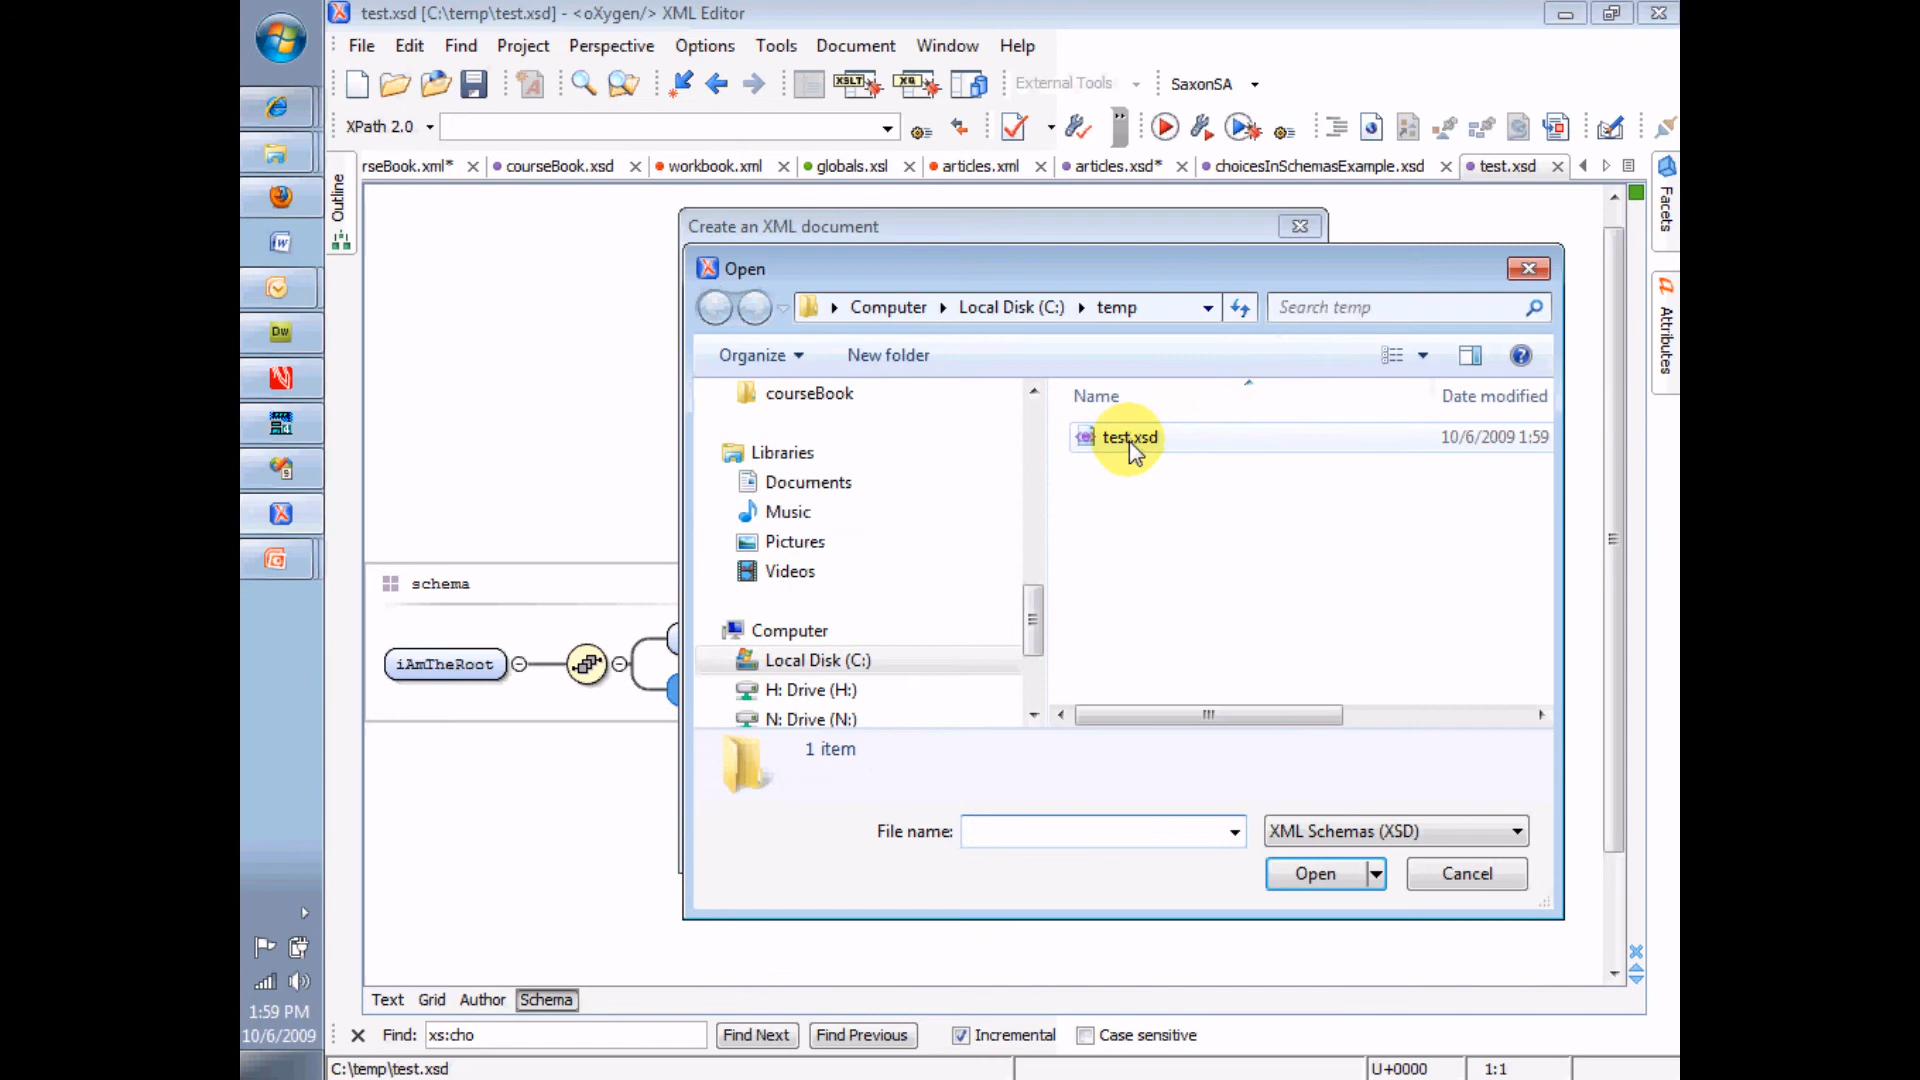 test.xsd [C:\temp\test.xsd] - <oXygen/> XML Editor
File Edit Find Project Perspective Options Tools Document Window Help
XSLT XQ External Tools SaxonSA
XPath 2.0
rseBook.xml* courseBook.xsd workbook.xml globals.xsl articles.xml articles.xsd* choicesInSchemasExample.xsd test.xsd
Outline
Facets
Attributes
Create an XML document
Open
Computer Local Disk (C:) temp Search temp
Organize New folder
courseBook
Name Date modified
test.xsd 10/6/2009 1:59
Libraries
Documents
Music
Pictures
Videos
Computer
Local Disk (C:)
H: Drive (H:)
N: Drive (N:)
schema
iAmTheRoot
1 item
File name: XML Schemas (XSD)
Open Cancel
Dw
Text Grid Author Schema
Find: xs:cho Find Next Find Previous Incremental Case sensitive
C:\temp\test.xsd U+0000 1:1
1:59 PM
10/6/2009